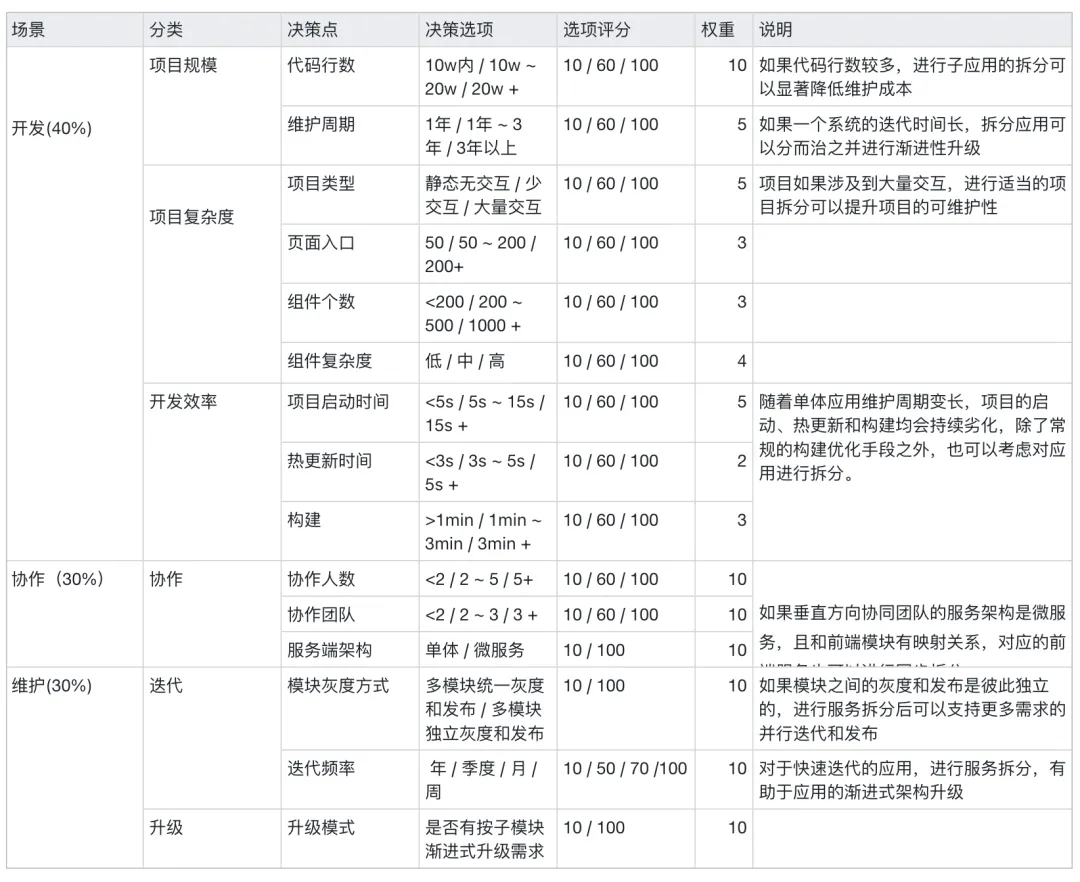 场景 分类 决策点 决策选项 选项评分 权重 说明
开发(40%)
项目规模
代码行数
10w内 / 10w ~
20w / 20w +
10 / 60 / 100
10
如果代码行数较多，进行子应用的拆分可
以显著降低维护成本
维护周期
1年 / 1年 ~ 3
年 / 3年以上
10 / 60 / 100
5
如果一个系统的迭代时间长，拆分应用可
以分而治之并进行渐进性升级
项目复杂度
项目类型
静态无交互 / 少
交互 / 大量交互
10 / 60 / 100
5
项目如果涉及到大量交互，进行适当的项
目拆分可以提升项目的可维护性
页面入口
50 / 50 ~ 200 /
200+
10 / 60 / 100
3
组件个数
<200 / 200 ~
500 / 1000 +
10 / 60 / 100
3
组件复杂度
低 / 中 / 高
10 / 60 / 100
4
开发效率
项目启动时间
<5s / 5s ~ 15s /
15s +
10 / 60 / 100
5
随着单体应用维护周期变长，项目的启
动、热更新和构建均会持续劣化，除了常
规的构建优化手段之外，也可以考虑对应
用进行拆分。
热更新时间
<3s / 3s ~ 5s /
5s +
10 / 60 / 100
2
构建
>1min / 1min ~
3min / 3min +
10 / 60 / 100
3
协作（30%）
协作
协作人数
<2 / 2 ~ 5 / 5+
10 / 60 / 100
10
协作团队
<2 / 2 ~ 3 / 3 +
10 / 60 / 100
10
如果垂直方向协同团队的服务架构是微服
务，且和前端模块有映射关系，对应的前
服务端架构
单体 / 微服务
10 / 100
10
维护(30%)
迭代
模块灰度方式
多模块统一灰度
和发布 / 多模块
独立灰度和发布
10 / 100
10
如果模块之间的灰度和发布是彼此独立
的，进行服务拆分后可以支持更多需求的
并行迭代和发布
迭代频率
年 / 季度 / 月 /
周
10 / 50 / 70 /100
10
对于快速迭代的应用，进行服务拆分，有
助于应用的渐进式架构升级
升级
升级模式
是否有按子模块
渐进式升级需求
10 / 100
10